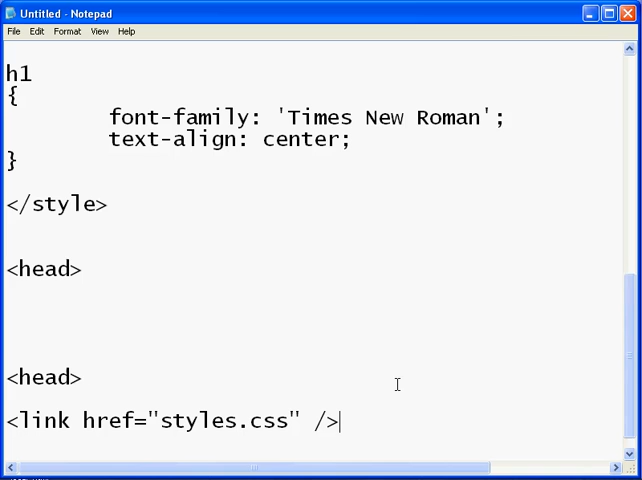 Untitled - Notepad
File Edit Format View Help
h1
{
font-family: 'Times New Roman';
text-align: center;
}
</style>
<head>
<head>
<link href="styles.css" />